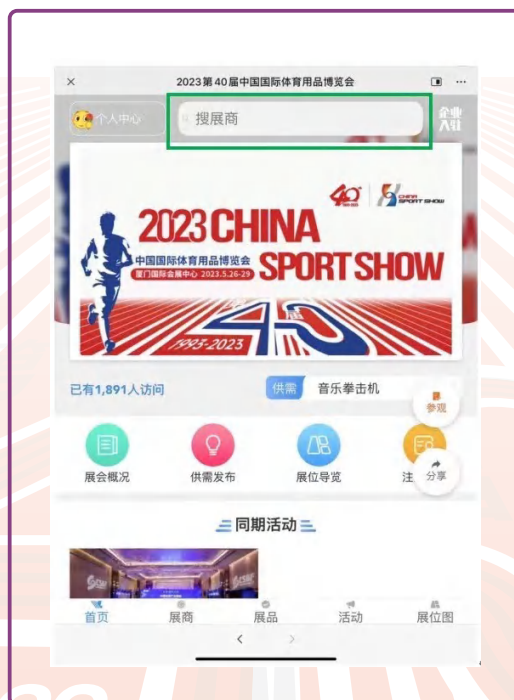 2023第40届中国国际体育用品博览会
个人中心
搜展商
企业
入驻
CHINA
SPORT SHOW
2023 CHINA
中国国际体育用品博览会
厦门国际会展中心 2023.5.26-29
SPORT SHOW
1993-2023
已有1,891人访问
供需
音乐拳击机
参观
展会概况
供需发布
展位导览
注
分享
同期活动
首页
展商
展品
活动
展位图